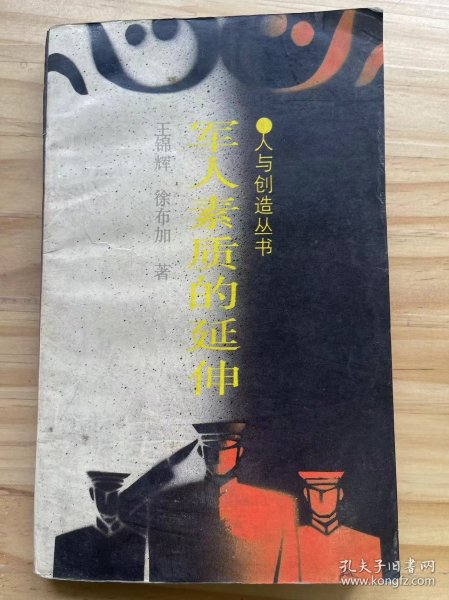 人与创造丛书
军人素质的延伸
王锦辉 徐布加 著
孔夫子旧书网
www.kongfz.com